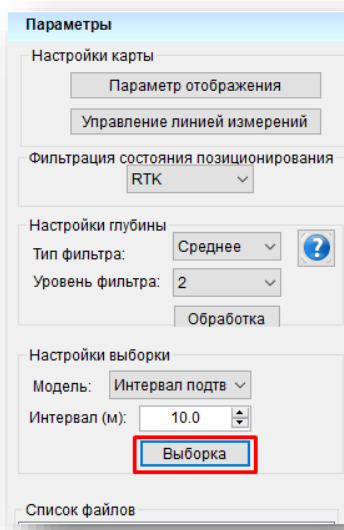 Параметры
Настройки карты
Параметр отображения
Управление линией измерений
Фильтрация состояния позиционирования
RTK
Настройки глубины
Тип фильтра: Среднее
?
Уровень фильтра: 2
Обработка
Настройки выборки
Модель: Интервал подтв
Интервал (м): 10.0
Выборка
Список файлов